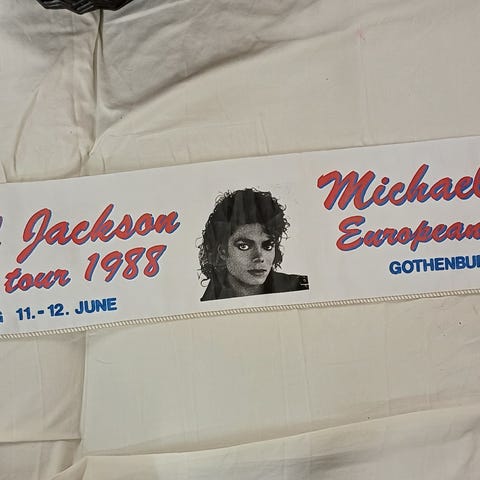 l Jackson
tour 1988
G 11.-12. JUNE
Michael
European
GOTHENBU